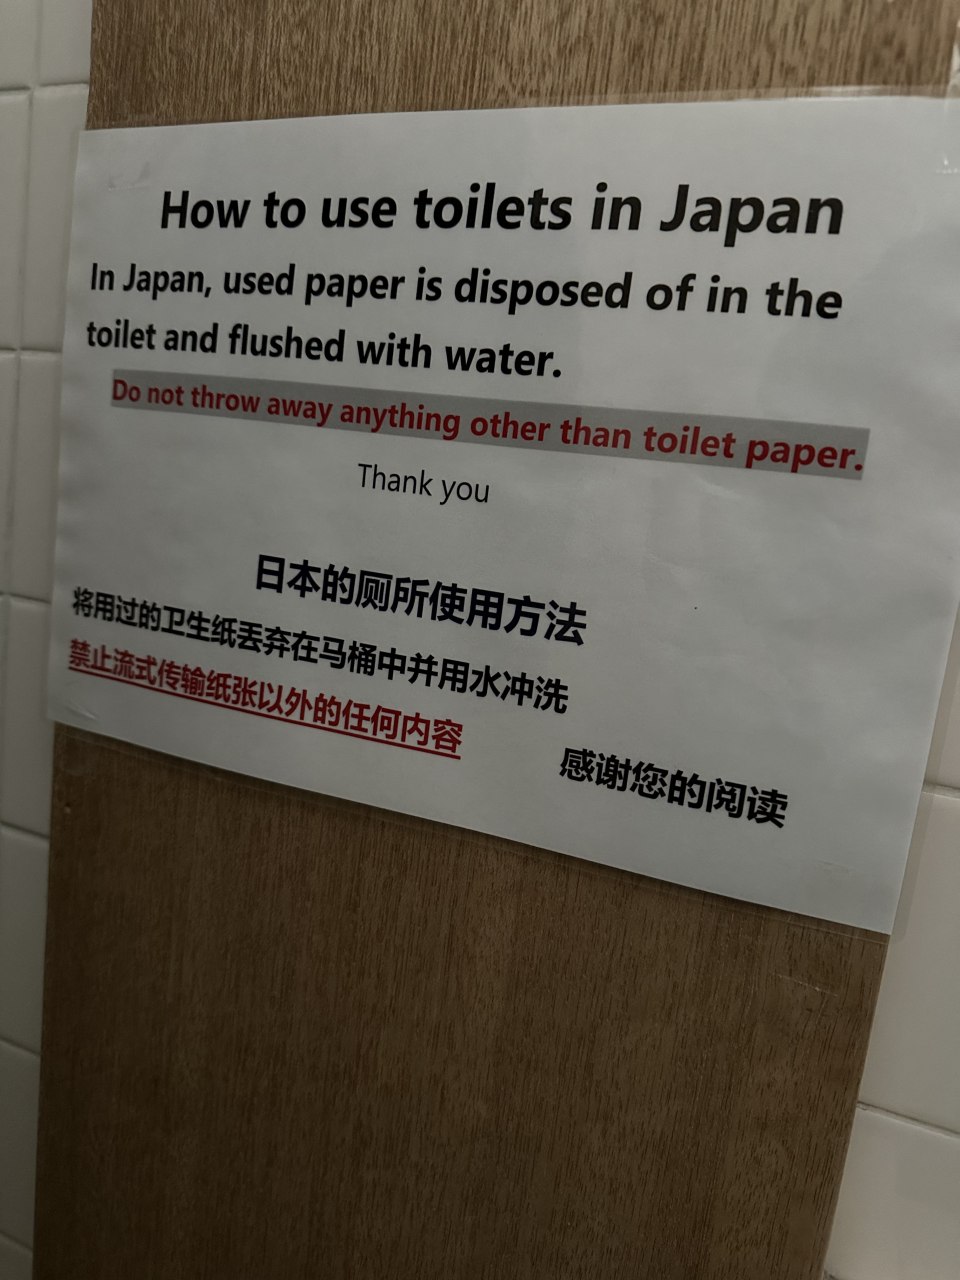 How to use toilets in Japan
In Japan, used paper is disposed of in the
toilet and flushed with water.
Do not throw away anything other than toilet paper.
Thank you
日本的厕所使用方法
将用过的卫生纸丢弃在马桶中并用水冲洗
禁止流式传输纸张以外的任何内容
感谢您的阅读